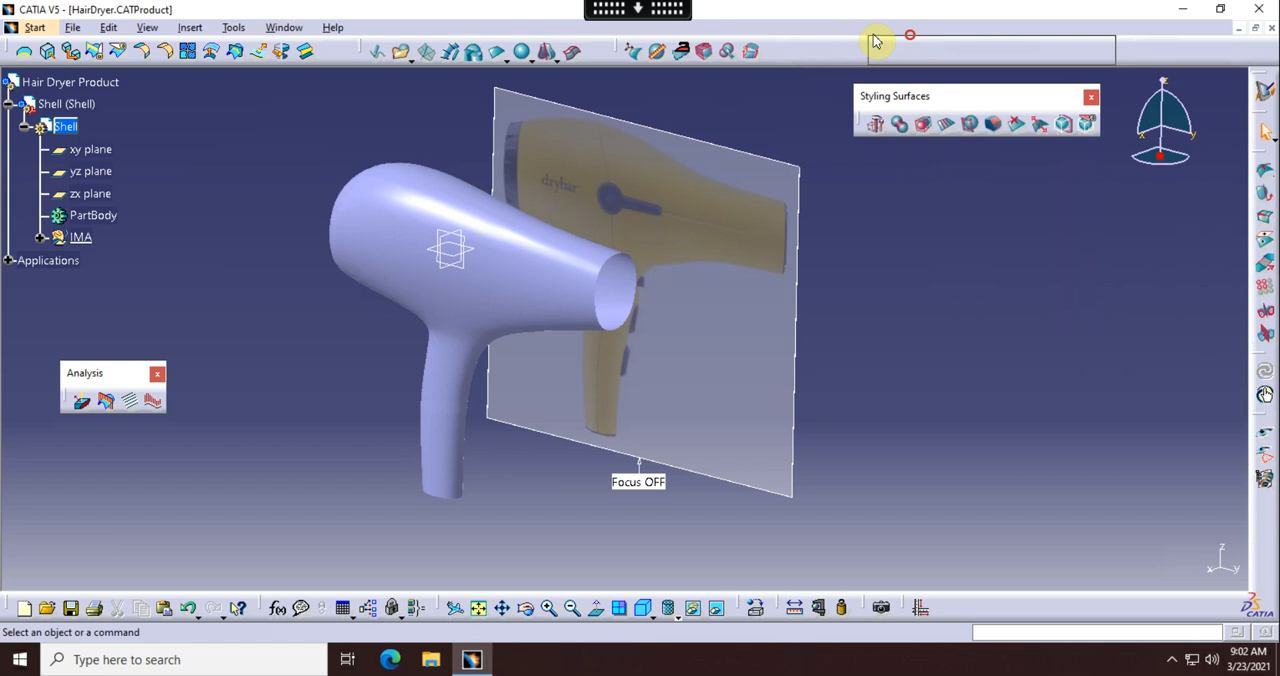 CATIA V5 - [HairDryer.CATProduct]
Start File Edit View Insert Tools Window Help
Hair Dryer Product
Shell (Shell)
Shell
xy plane
yz plane
zx plane
PartBody
IMA
Applications
Styling Surfaces
drybar
z
x
y
Analysis
Focus OFF
z
x
y
f(x)
DS
CATIA
Select an object or a command
Type here to search
9:02 AM
3/23/2021